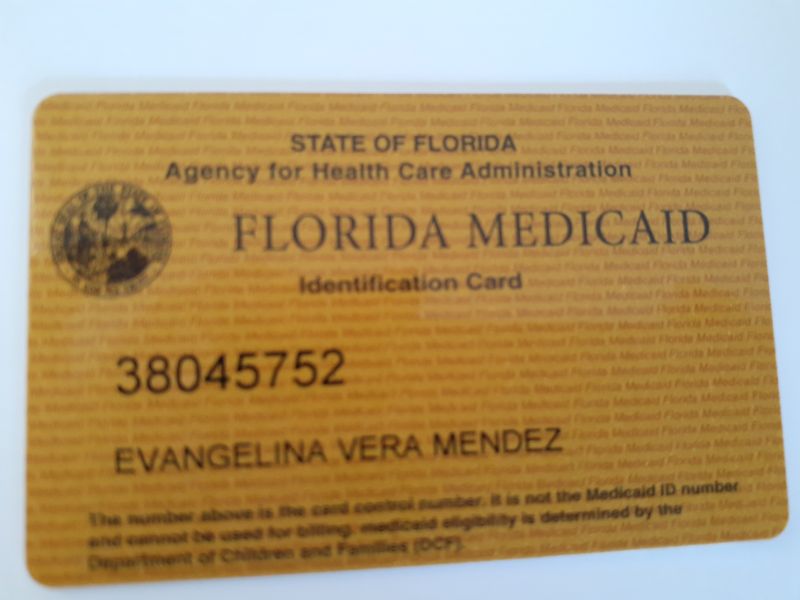 STATE OF FLORIDA
Agency for Health Care Administration
FLORIDA MEDICAID
Identification Card
38045752
EVANGELINA VERA MENDEZ
The number above is the card control number. It is not the Medicaid ID number
and cannot be used for billing; medicaid eligibility is determined by the
Department of Children and Families (DCF).